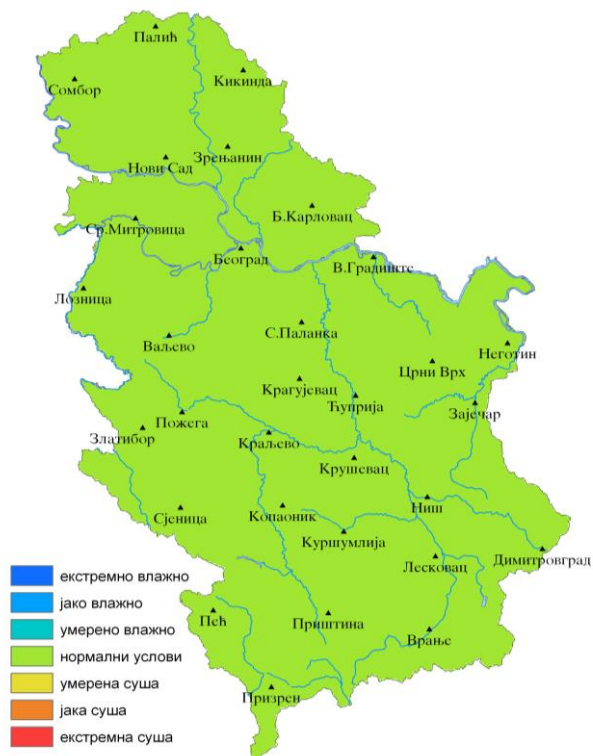 Палић
Сомбор
Кикинда
Зрењанин
Нови Сад
Б.Карловац
Ср.Митровица
Београд
В.Градиште
Лозница
С.Паланка
Ваљево
Неготин
Црни Врх
Крагујевац
Ћуприја
Зајечар
Пожега
Златибор
Краљево
Крушевац
Ниш
Сјеница
Копаоник
Куршумлија
Димитровград
Лесковац
Пећ
Приштина
Врање
Призрен
екстремно влажно
јако влажно
умерено влажно
нормални услови
умерена суша
јака суша
екстремна суша